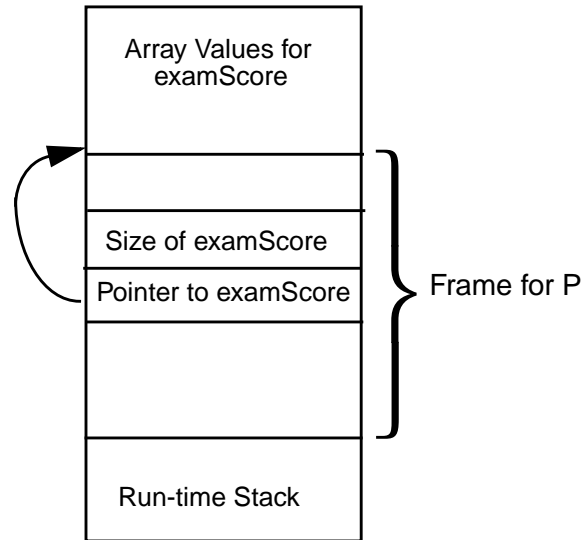 Array Values for
examScore
Size of examScore
Pointer to examScore
Frame for P
Run-time Stack